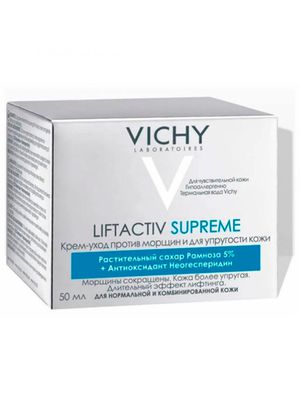 VICHY
LABORATOIRES
Для чувствительной кожи
Гипоаллергенно
Термальная вода Vichy
LIFTACTIV SUPREME
Крем-уход против морщин и для упругости кожи
Растительный сахар Рамноза 5%
+ Антиоксидант Неогесперидин
Морщины сокращены. Кожа более упругая.
Длительный эффект лифтинга.
50 мл
ДЛЯ НОРМАЛЬНОЙ И КОМБИНИРОВАННОЙ КОЖИ